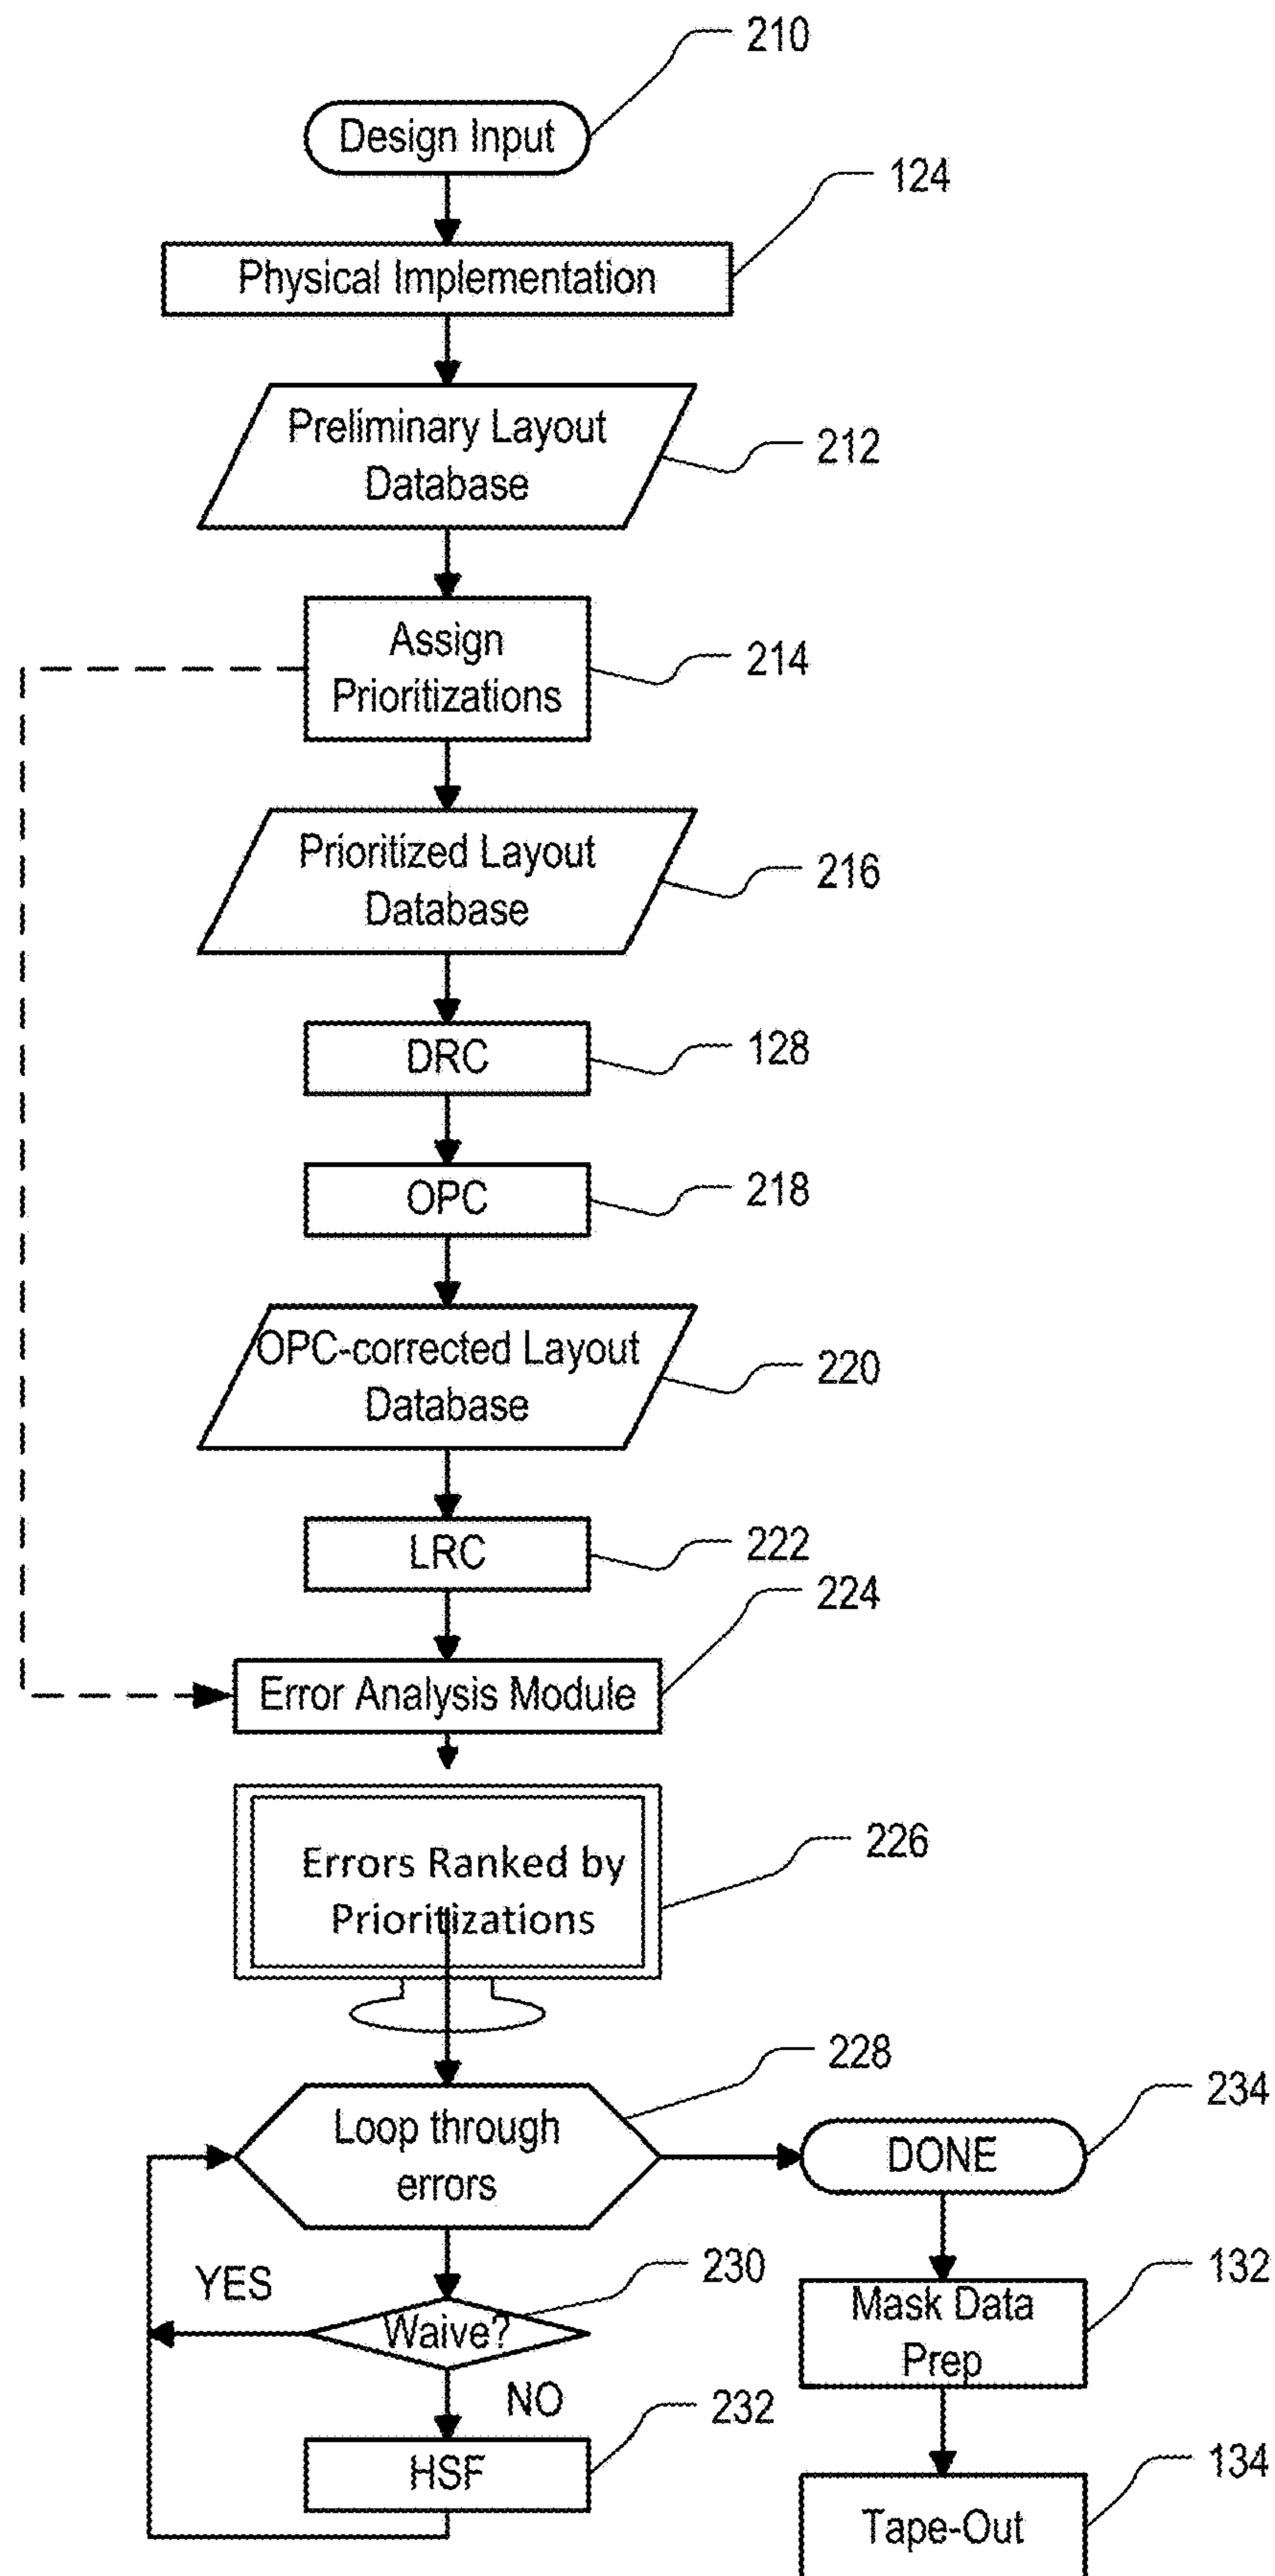 210
Design Input
124
Physical Implementation
Preliminary Layout
Database
212
Assign
Prioritizations
214
Prioritized Layout
Database
216
DRC
128
OPC
218
OPC-corrected Layout
Database
220
LRC
222
224
Error Analysis Module
Errors Ranked by
Prioritizations
226
228
Loop through
errors
234
DONE
YES
230
Waive?
132
Mask Data
Prep
NO
232
HSF
134
Tape-Out